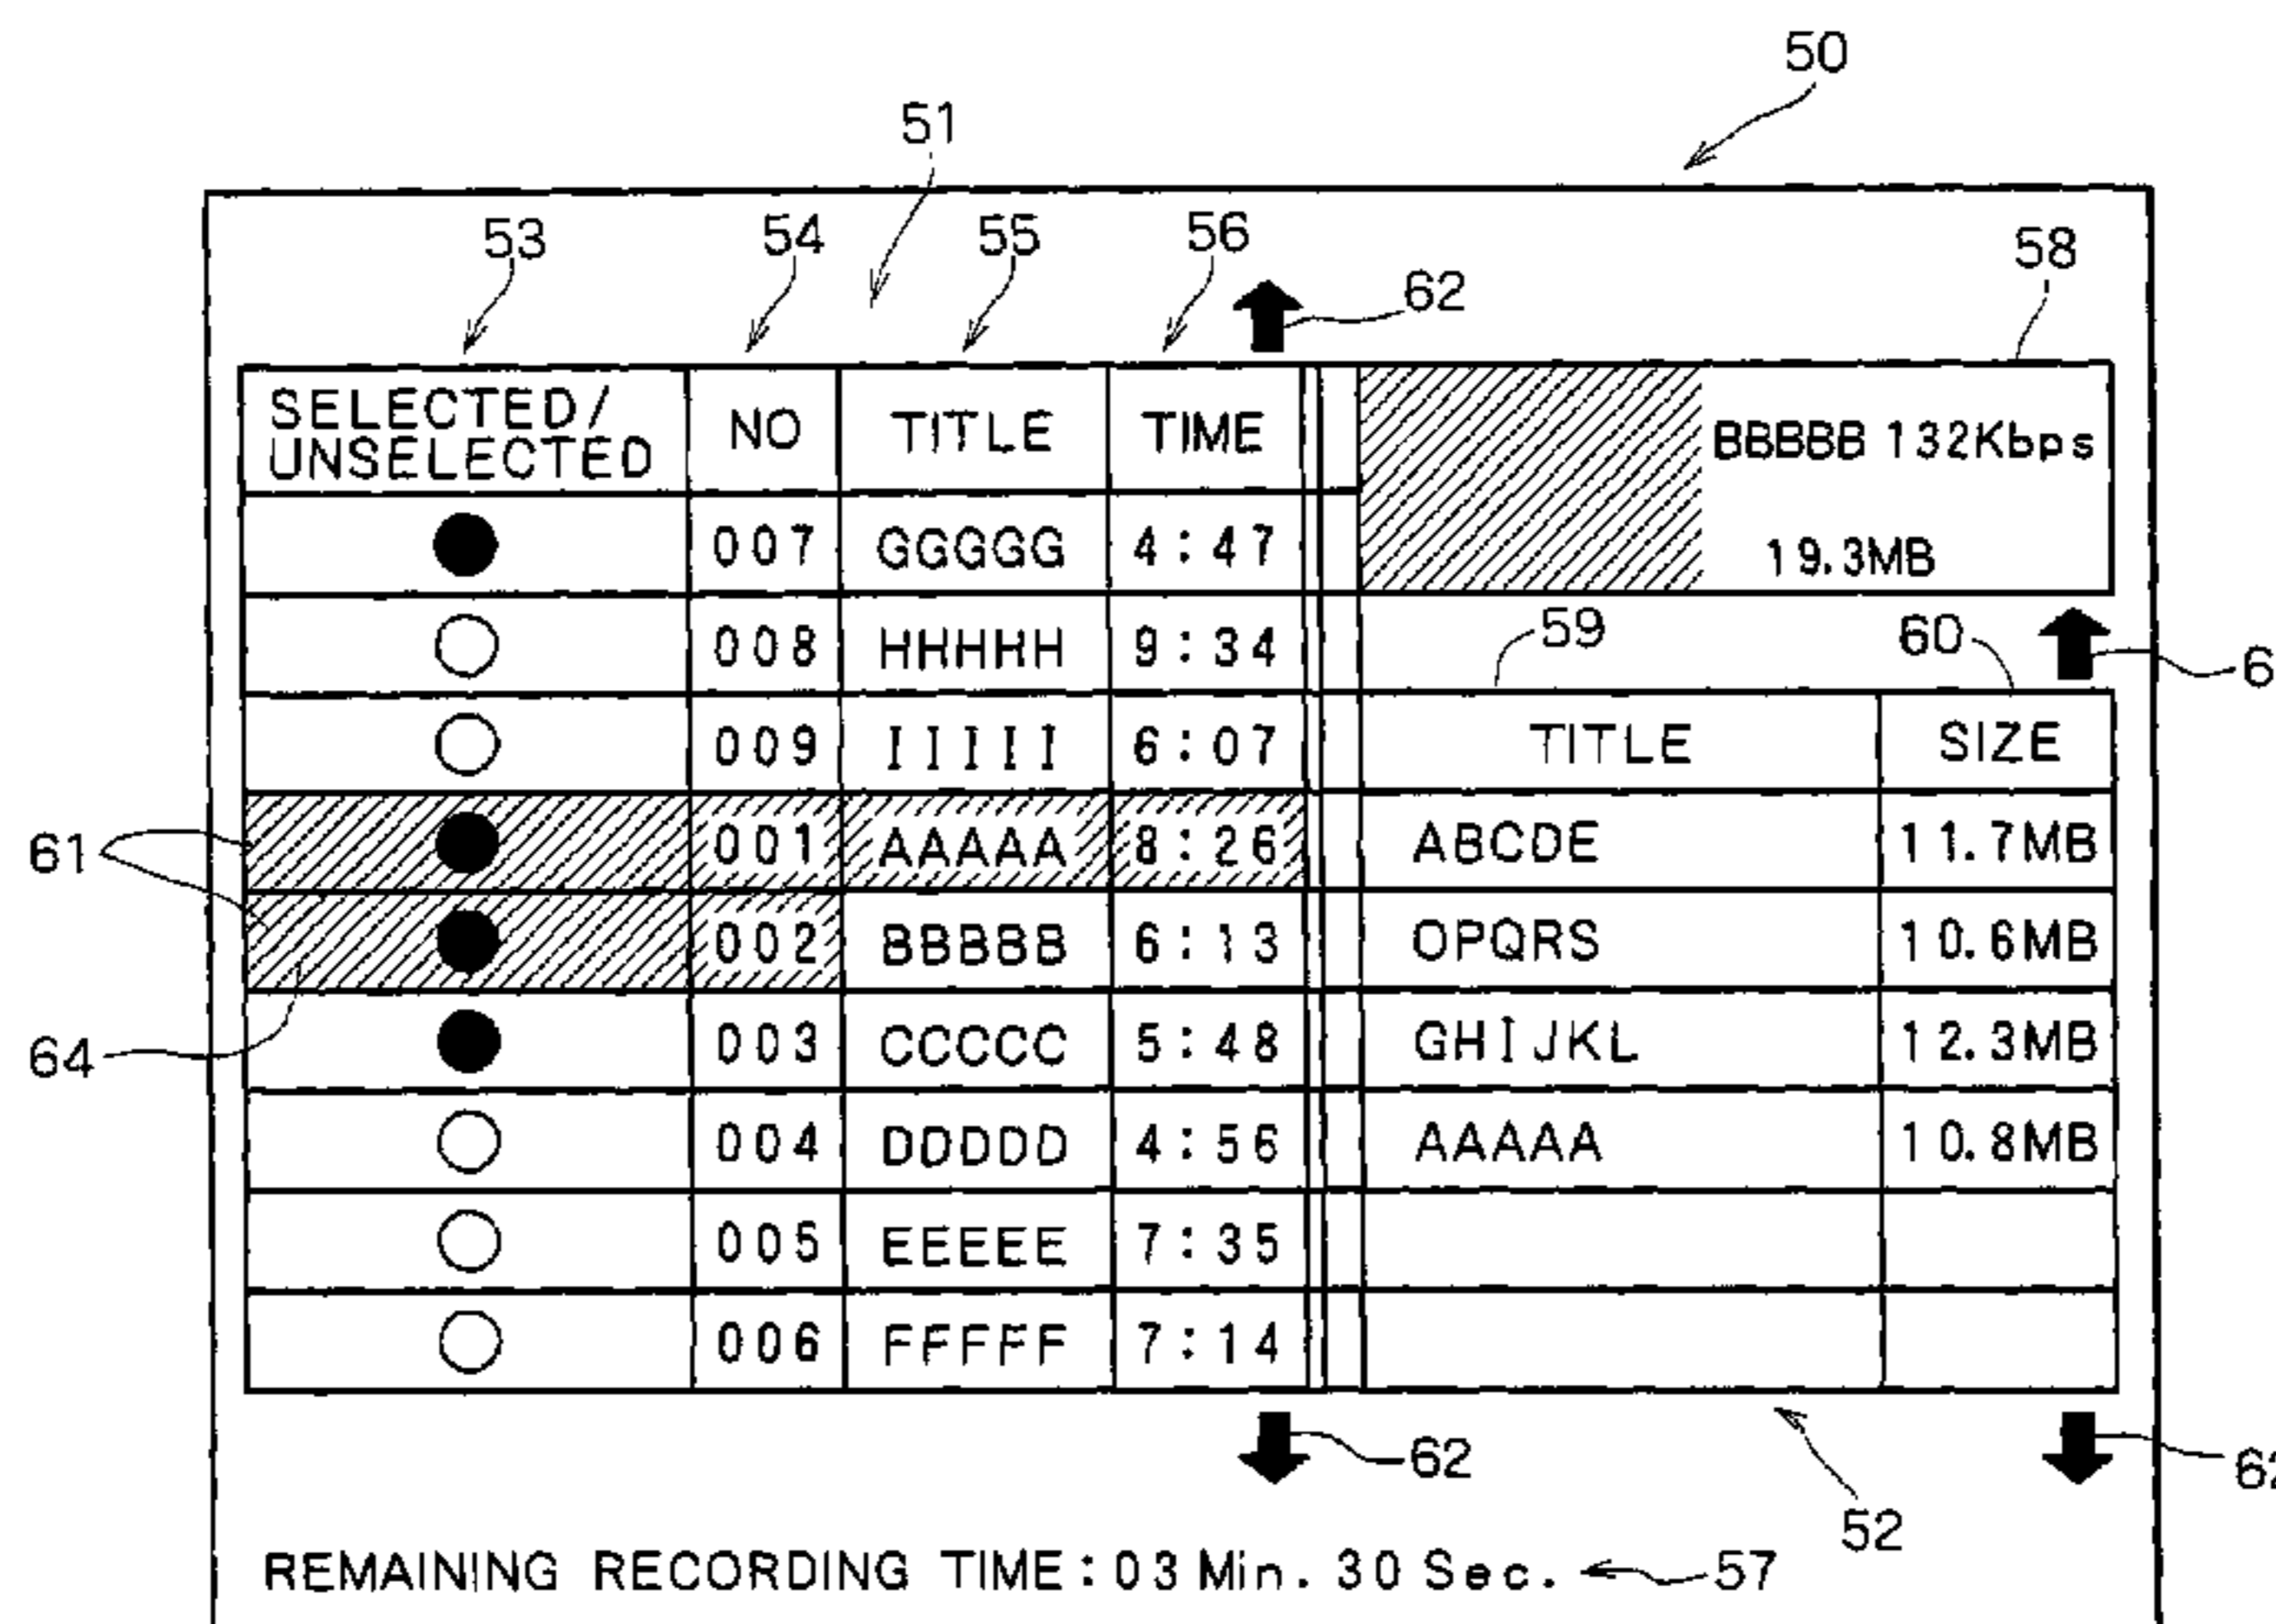 50
51
53 54 55 56 58
62
SELECTED/
UNSELECTED NO TITLE TIME
BBBBB 132Kbps
19.3MB
007 GGGGG 4:47
008 HHHHH 9:34
59 60
6
009 IIIII 6:07
TITLE SIZE
61
001 AAAAA 8:26
ABCDE 11.7MB
002 BBBBB 6:13
OPQRS 10.6MB
64
003 CCCCC 5:48
GHIJKL 12.3MB
004 DDDDD 4:56
AAAAA 10.8MB
005 EEEEE 7:35
006 FFFFF 7:14
62 62
52
REMAINING RECORDING TIME:03 Min. 30 Sec. 57